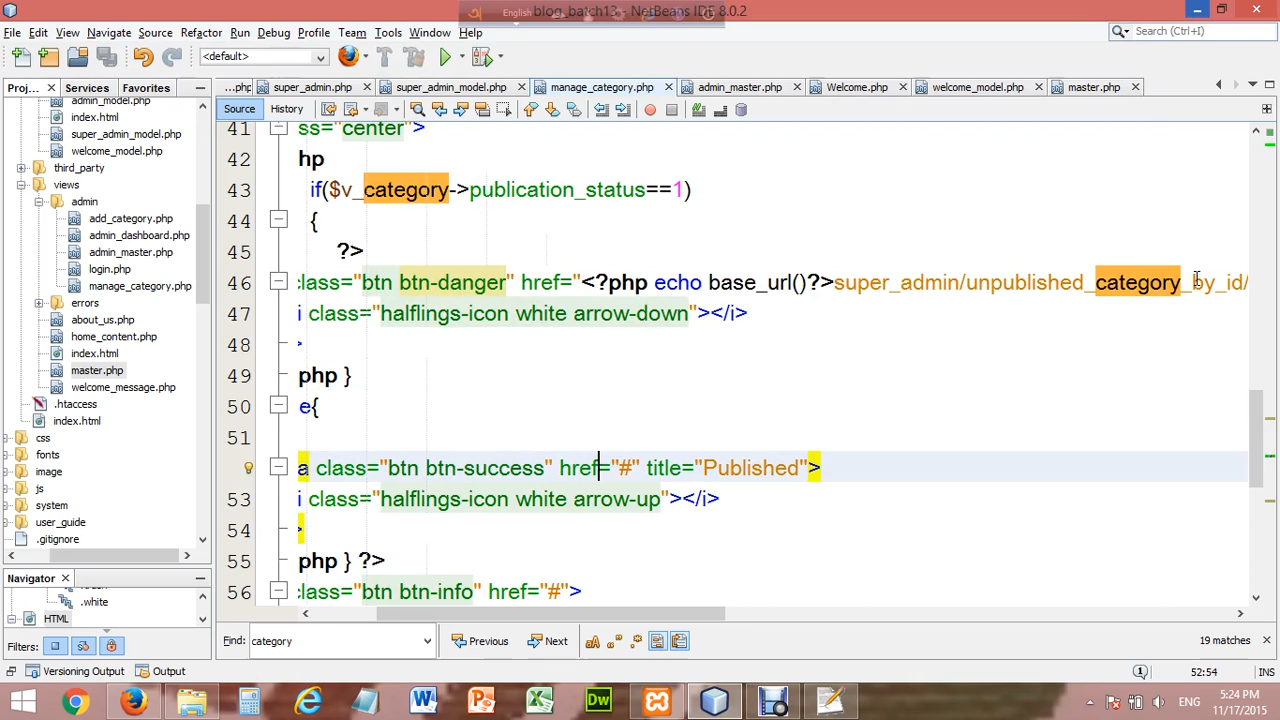 English
blog_batch13 - NetBeans IDE 8.0.2
File Edit View Navigate Source Refactor Run Debug Profile Team Tools Window Help
Search (Ctrl+I)
<default>
Proj... Services Favorites
...php super_admin.php super_admin_model.php manage_category.php admin_master.php Welcome.php welcome_model.php master.php
Source History
admin_model.php
index.html
super_admin_model.php
welcome_model.php
third_party
views
admin
add_category.php
admin_dashboard.php
admin_master.php
login.php
manage_category.php
errors
about_us.php
home_content.php
index.html
master.php
welcome_message.php
.htaccess
index.html
css
fonts
image
js
system
user_guide
.gitignore
41 ss="center">
42 hp
43 if($v_category->publication_status==1)
44 {
45 ?>
46 class="btn btn-danger" href="<?php echo base_url()?>super_admin/unpublished_category_by_id/
47 i class="halflings-icon white arrow-down"></i>
48 >
49 php }
50 e{
51
a class="btn btn-success" href="#" title="Published">
53 i class="halflings-icon white arrow-up"></i>
54 >
55 php } ?>
56 class="btn btn-info" href="#">
Navigator
.white
HTML
Filters:
Find: category Previous Next 19 matches
Versioning Output Output 52:54 INS
ENG
5:24 PM
11/17/2015